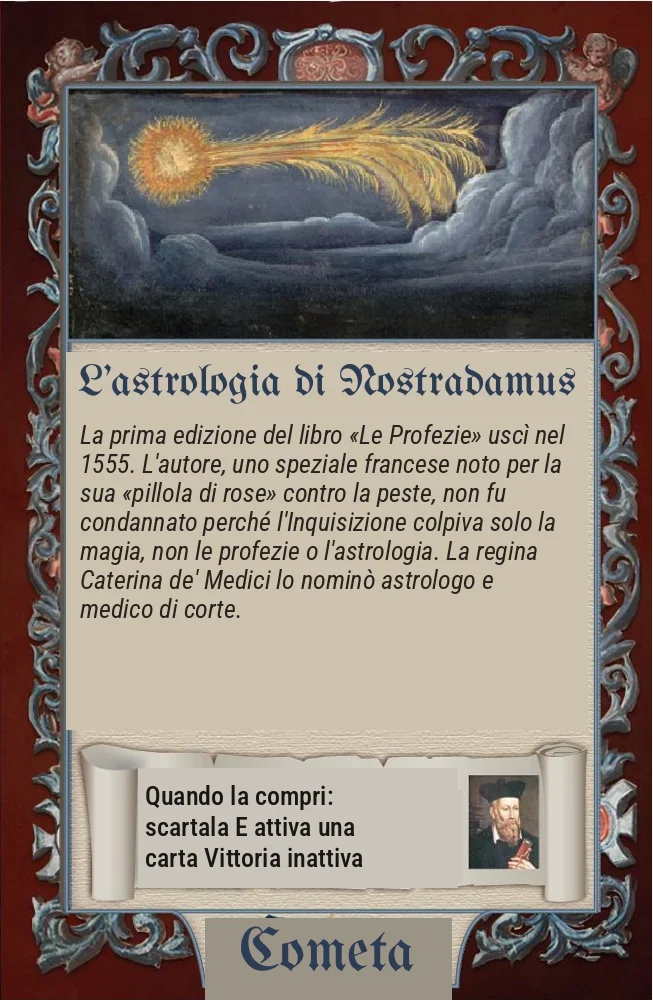 L'astrologia di Nostradamus
La prima edizione del libro «Le Profezie» uscì nel
1555. L'autore, uno speziale francese noto per la
sua «pillola di rose» contro la peste, non fu
condannato perché l'Inquisizione colpiva solo la
magia, non le profezie o l'astrologia. La regina
Caterina de' Medici lo nominò astrologo e
medico di corte.
Quando la compri:
scartala E attiva una
carta Vittoria inattiva
Cometa